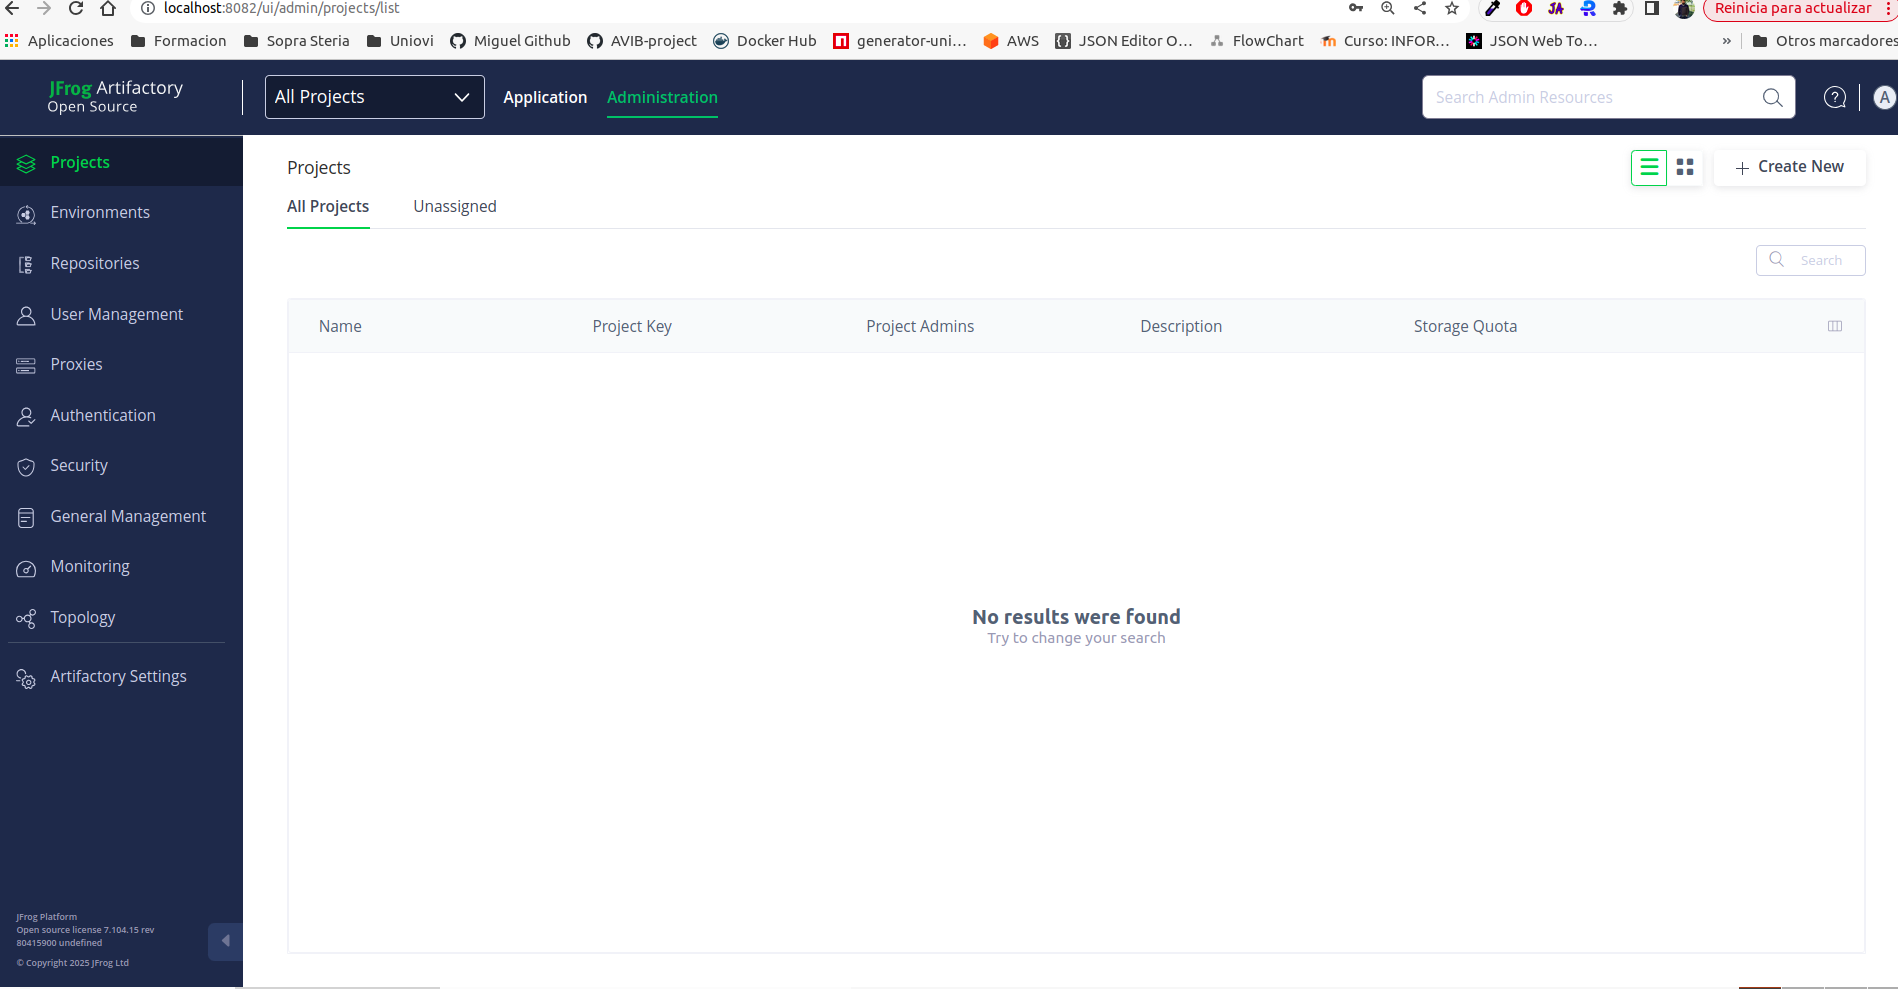 localhost:8082/ui/admin/projects/list
Reinicia para actualizar
Aplicaciones Formacion Sopra Steria Uniovi Miguel Github AVIB-project Docker Hub generator-uni... AWS JSON Editor O... FlowChart Curso: INFOR... JSON Web To... » Otros marcadores
JFrog Artifactory
Open Source
All Projects
Application
Administration
Search Admin Resources
A
Projects
Environments
Repositories
User Management
Proxies
Authentication
Security
General Management
Monitoring
Topology
Artifactory Settings
JFrog Platform
Open source license 7.104.15 rev
80415900 undefined
© Copyright 2025 JFrog Ltd
Projects
Create New
All Projects Unassigned
Search
Name Project Key Project Admins Description Storage Quota
No results were found
Try to change your search